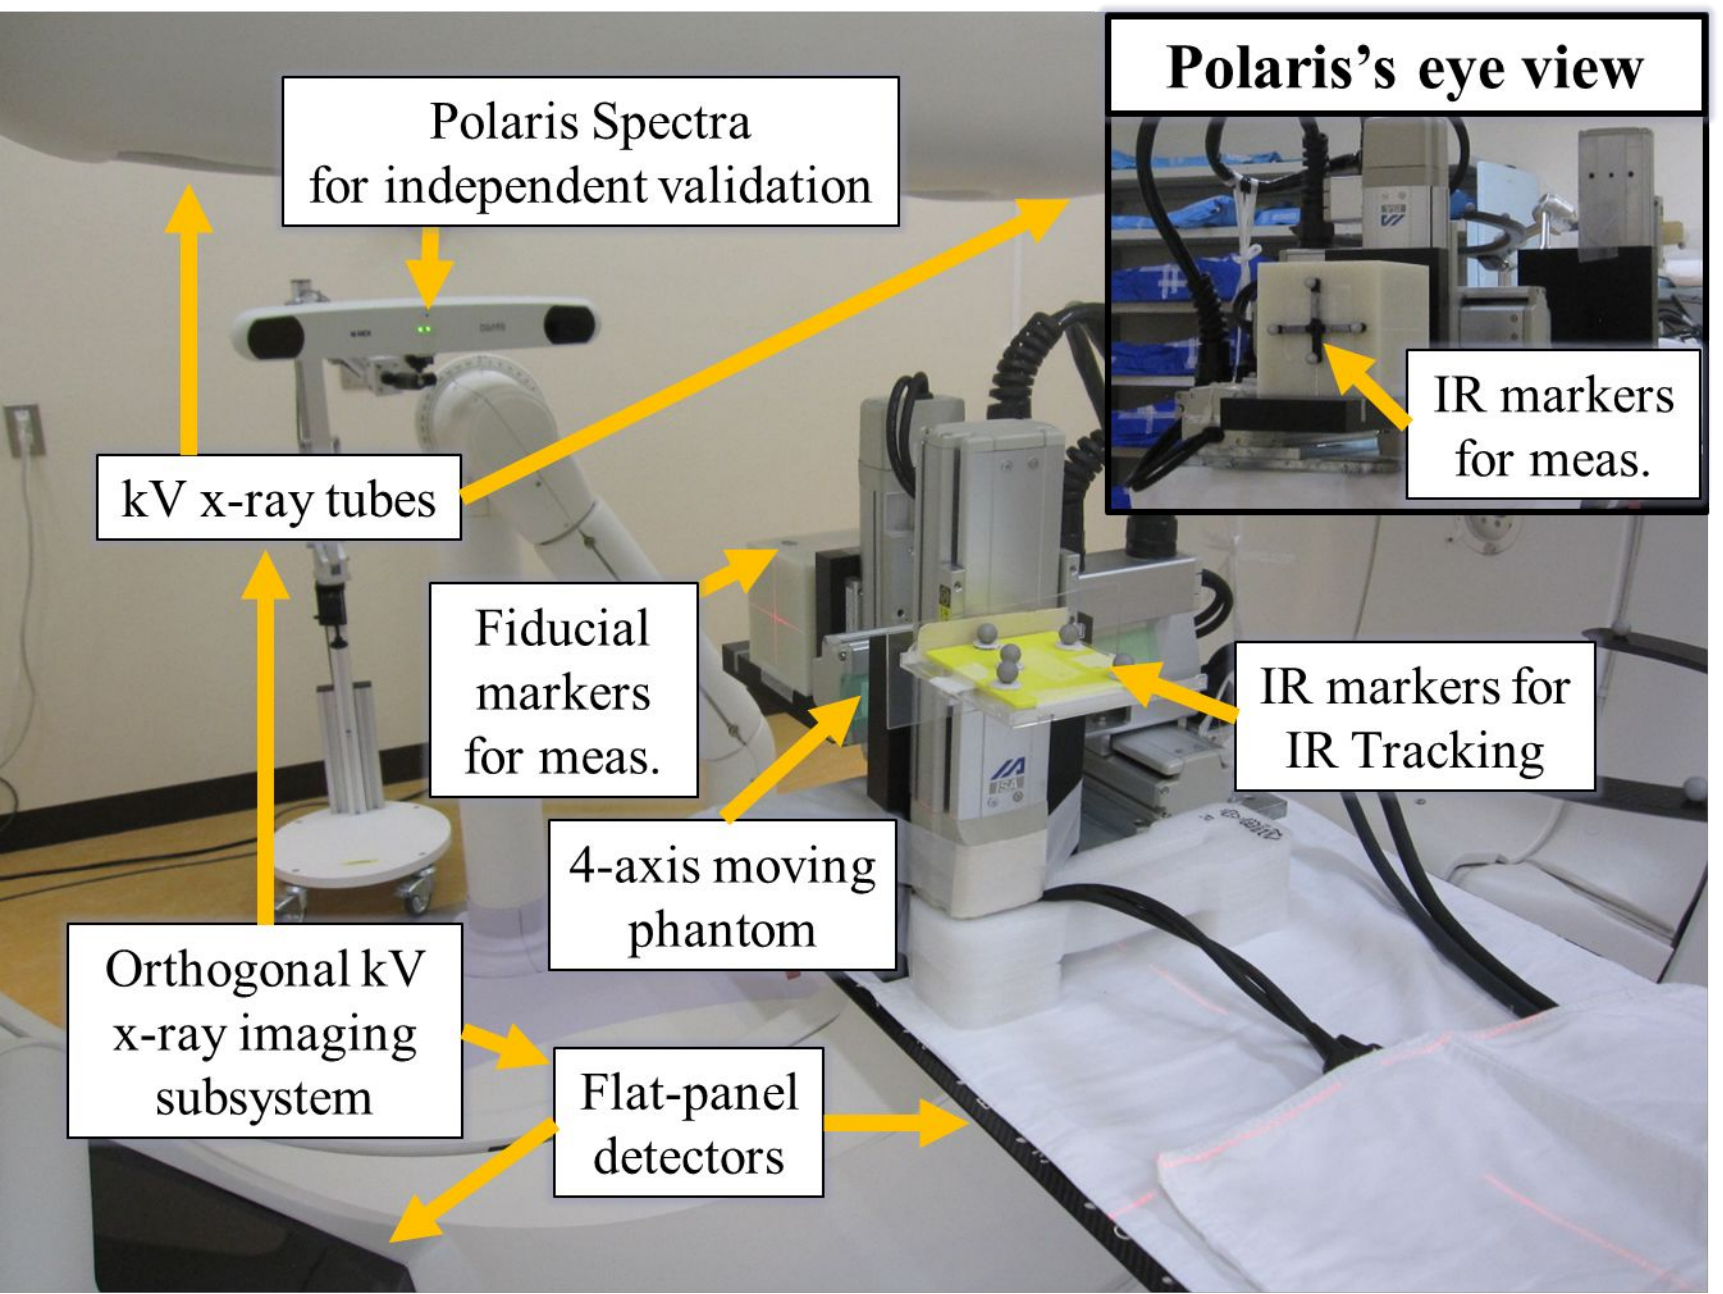 Polaris’s eye view
Polaris Spectra
for independent validation
IR markers
for meas.
kV x-ray tubes
Fiducial
markers
for meas.
IR markers for
IR Tracking
4-axis moving
phantom
Orthogonal kV
x-ray imaging
subsystem
Flat-panel
detectors
ISA